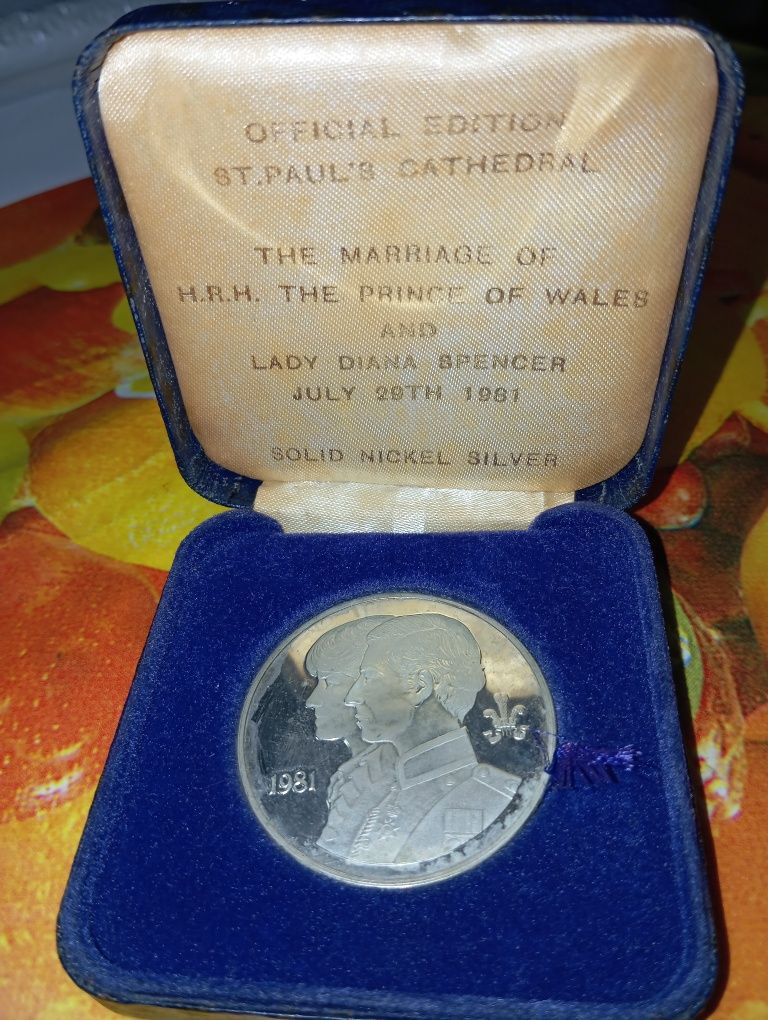 OFFICIAL EDITION
ST.PAUL'S CATHEDRAL
THE MARRIAGE OF
H.R.H. THE PRINCE OF WALES
AND
LADY DIANA SPENCER
JULY 29TH 1981
SOLID NICKEL SILVER
1981